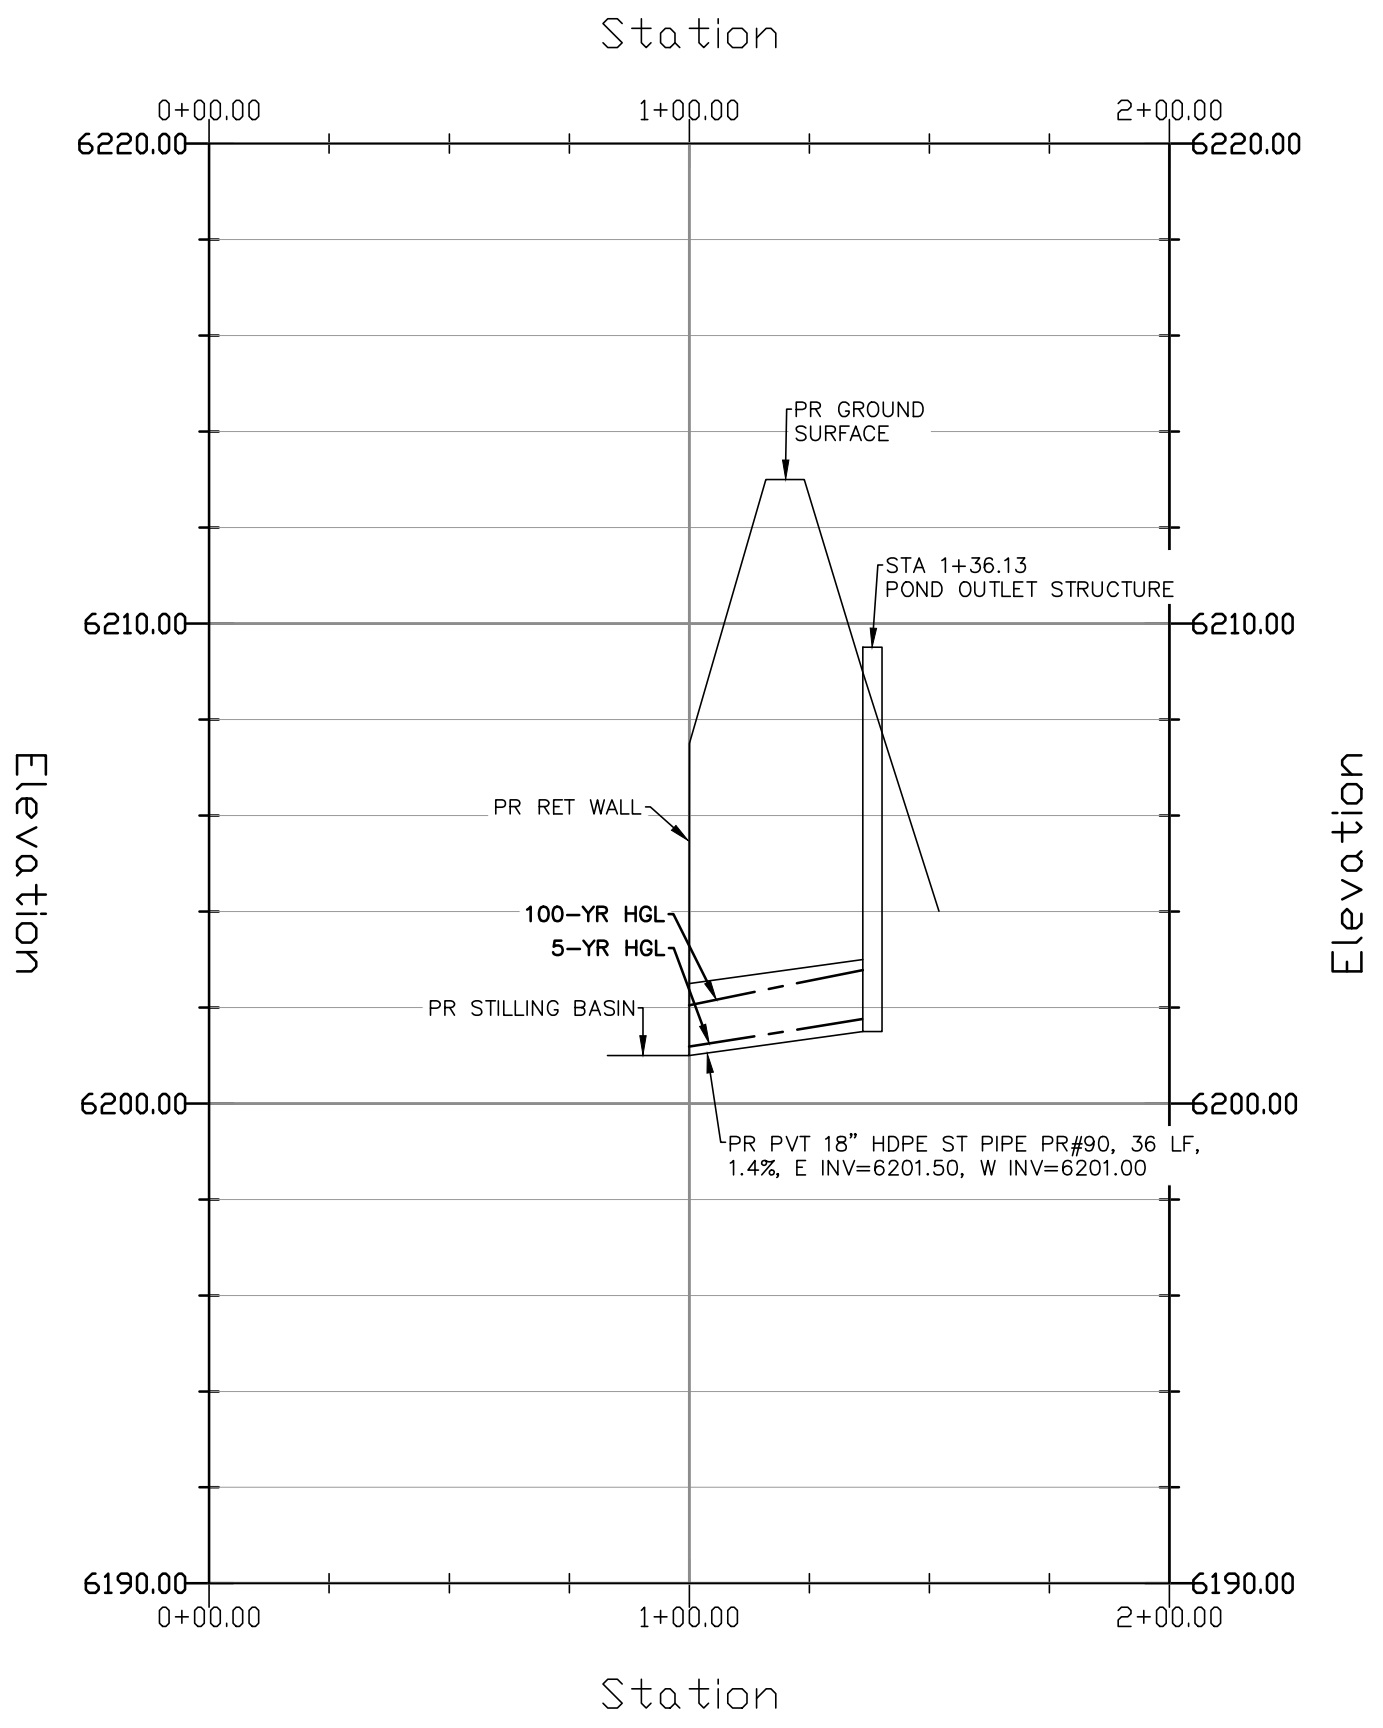 Station
0+00.00 1+00.00 2+00.00
6220.00 6220.00
PR GROUND
SURFACE
STA 1+36.13
POND OUTLET STRUCTURE
6210.00 6210.00
Elevation
Elevation
PR RET WALL
100-YR HGL
5-YR HGL
PR STILLING BASIN
6200.00 6200.00
PR PVT 18" HDPE ST PIPE PR#90, 36 LF,
1.4%, E INV=6201.50, W INV=6201.00
6190.00 6190.00
0+00.00 1+00.00 2+00.00
Station